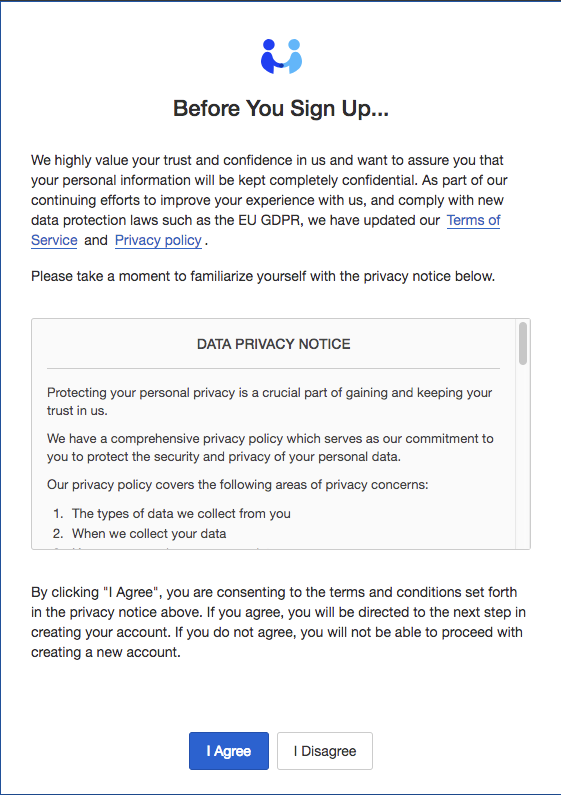 Before You Sign Up...
We highly value your trust and confidence in us and want to assure you that
your personal information will be kept completely confidential. As part of our
continuing efforts to improve your experience with us, and comply with new
data protection laws such as the EU GDPR, we have updated our Terms of
Service and Privacy policy.
Please take a moment to familiarize yourself with the privacy notice below.
DATA PRIVACY NOTICE
Protecting your personal privacy is a crucial part of gaining and keeping your
trust in us.
We have a comprehensive privacy policy which serves as our commitment to
you to protect the security and privacy of your personal data.
Our privacy policy covers the following areas of privacy concerns:
1. The types of data we collect from you
2. When we collect your data
By clicking "I Agree", you are consenting to the terms and conditions set forth
in the privacy notice above. If you agree, you will be directed to the next step in
creating your account. If you do not agree, you will not be able to proceed with
creating a new account.
I Agree
I Disagree